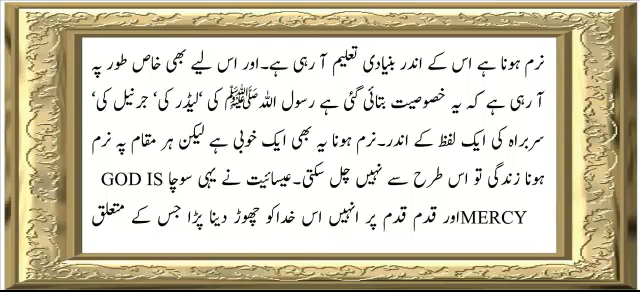 نرم ہونا ہے اس کے اندر بنیادی تعلیم آ رہی ہے۔اور اس لیے بھی خاص طور پہ
آ رہی ہے کہ یہ خصوصیت بتائی گئی ہے رسول اللہ ﷺ کی ‘لیڈر کی‘ جرنیل کی‘
سربراہ کی ایک لفظ کے اندر۔نرم ہونا یہ بھی ایک خوبی ہے لیکن ہر مقام پہ نرم
ہونا زندگی تو اس طرح سے نہیں چل سکتی۔عیسائیت نے یہی سوچا GOD IS
MERCY اور قدم قدم پر انہیں اس خدا کو چھوڑ دینا پڑا جس کے متعلق